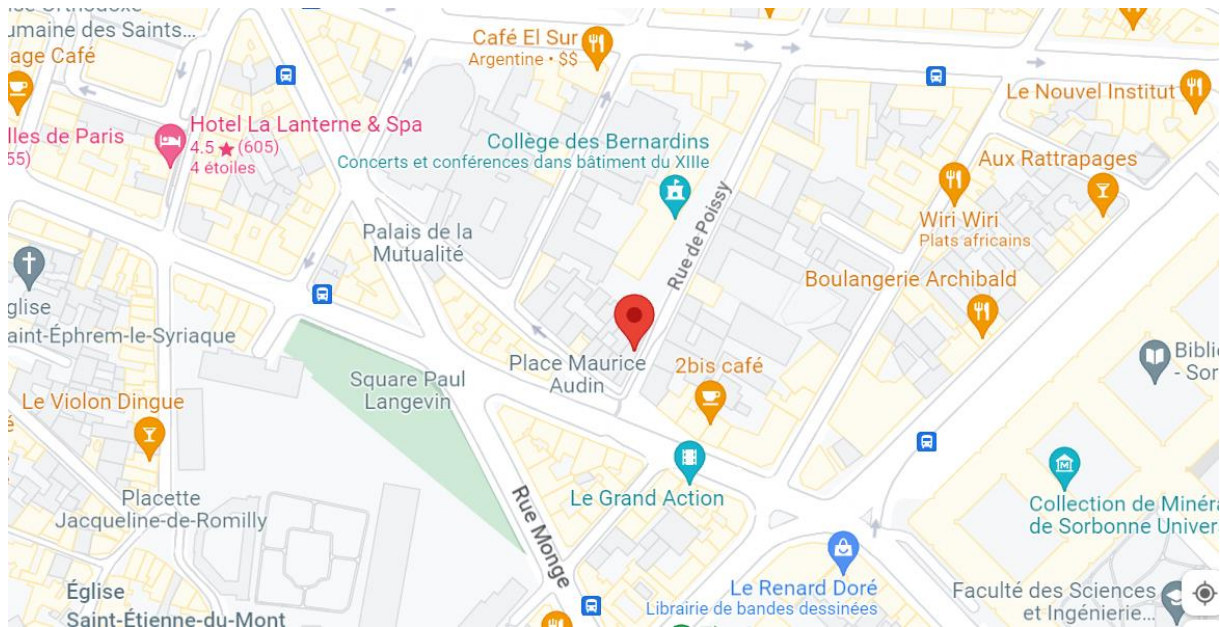 umaine des Saints...
age Café
Café El Sur
Argentine • $$
Le Nouvel Institut
lles de Paris
55)
Hotel La Lanterne & Spa
4.5 ★ (605)
4 étoiles
Collège des Bernardins
Concerts et conférences dans bâtiment du XIIIe
Aux Rattrapages
Rue de Poissy
Wiri Wiri
Plats africains
Palais de la
Mutualité
glise
aint-Éphrem-le-Syriaque
Boulangerie Archibald
Place Maurice
Audin
2bis café
Square Paul
Langevin
Bibli
- Sor
Le Violon Dingue
Le Grand Action
Rue Monge
Placette
Jacqueline-de-Romilly
M
Collection de Minéra
de Sorbonne Univer
Le Renard Doré
Librairie de bandes dessinées
Faculté des Sciences
et Ingénierie...
Église
Saint-Étienne-du-Mont